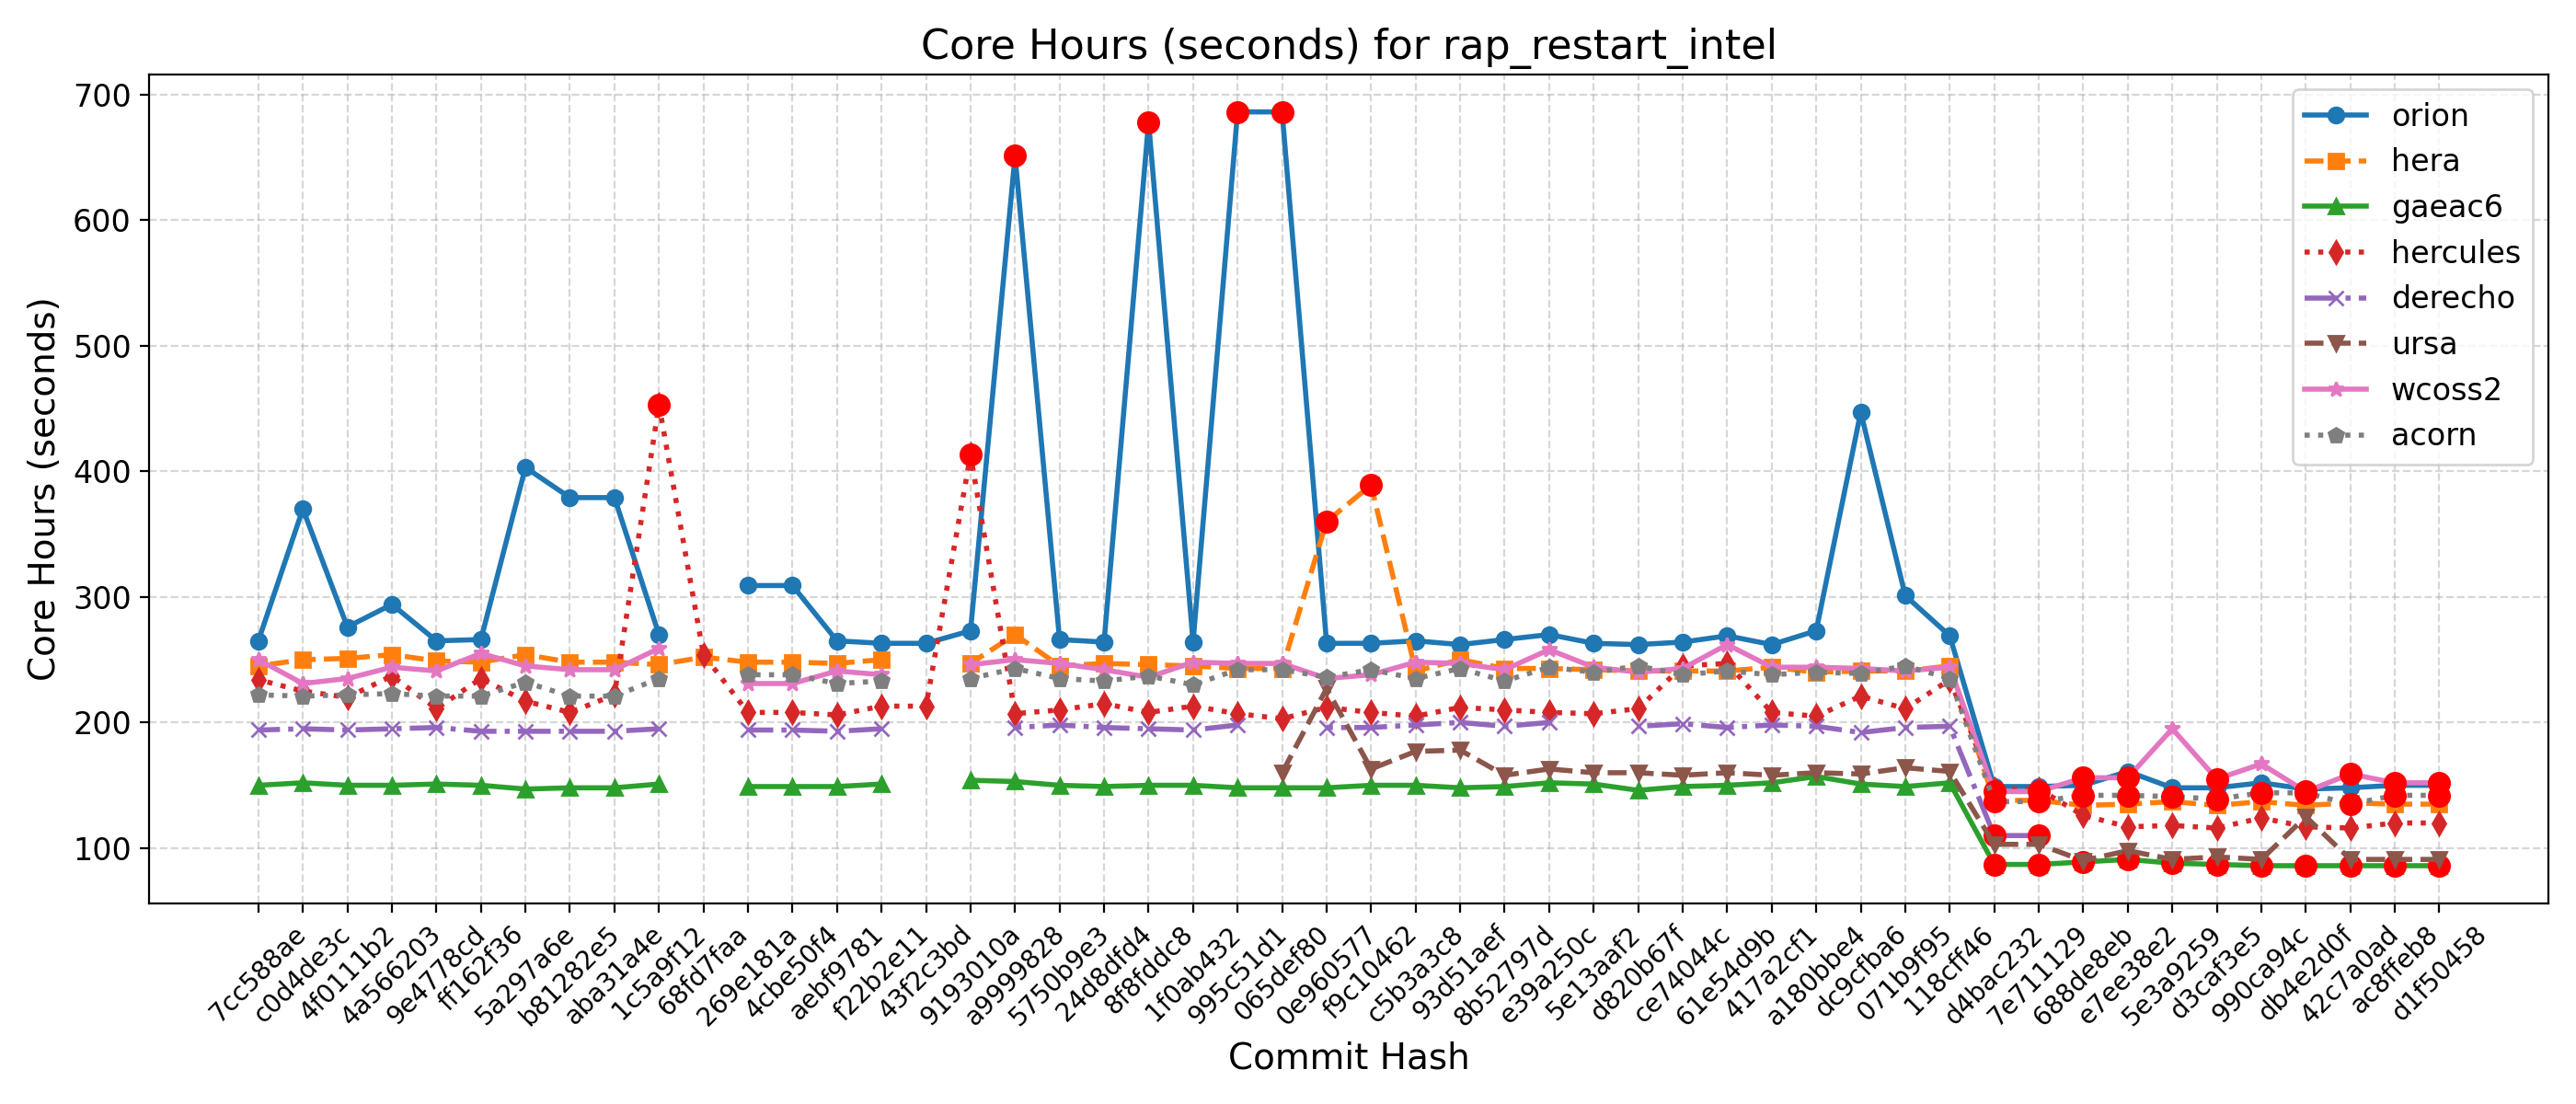 Core Hours (seconds) for rap_restart_intel
Core Hours (seconds)
700
600
500
400
300
200
100
orion
hera
gaeac6
hercules
derecho
ursa
wcoss2
acorn
7cc588ae
c0d4de3c
4f0111b2
4a566203
9e4778cd
ff162f36
5a297a6e
b81282e5
aba31a4e
1c5a9f12
68fd7faa
269e181a
4cbe50f4
aebf9781
f22b2e11
43f2c3bd
9193010a
a9999828
5750b9e3
24d8dfd4
8f8fddc8
1f0ab432
995c51d1
065def80
0e960577
f9c10462
c5b3a3c8
93d51aef
8b52797d
e39a250c
5e13aaf2
d820b67f
ce74044c
61e54d9b
417a2cf1
a180bbe4
dc9cfba6
071b9f95
118cff46
d4bac232
7e711129
688de8eb
e7ee38e2
5e3a9259
d3caf3e5
990ca94c
db4e2d0f
42c7a0ad
ac8ffeb8
d1f50458
Commit Hash